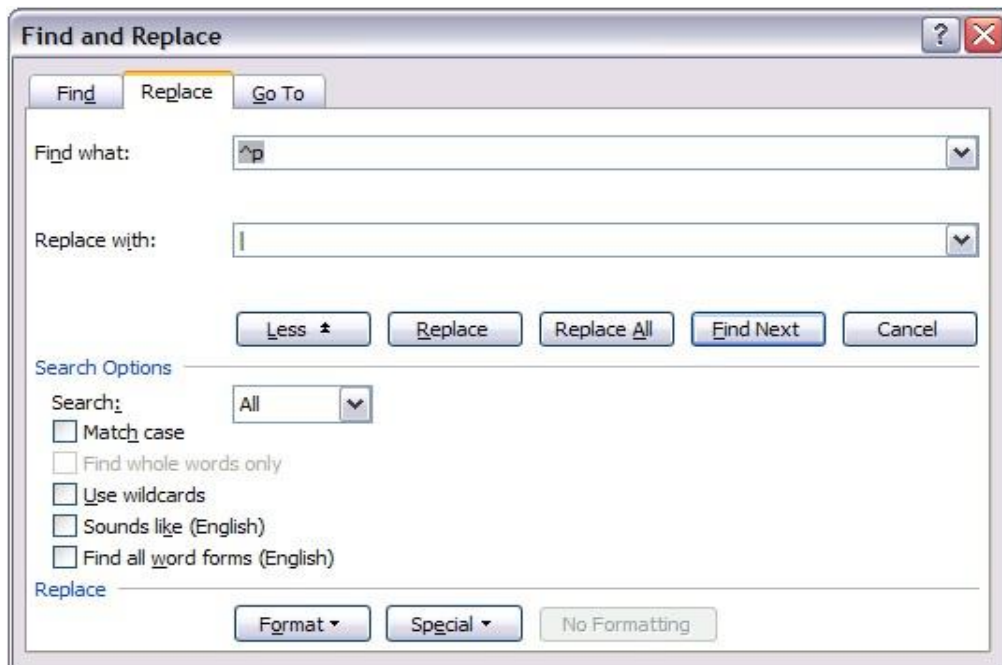 Find and Replace
Find Replace Go To
Find what: ^p
Replace with: |
Less Replace Replace All Find Next Cancel
Search Options
Search: All
Match case
Find whole words only
Use wildcards
Sounds like (English)
Find all word forms (English)
Replace
Format Special No Formatting